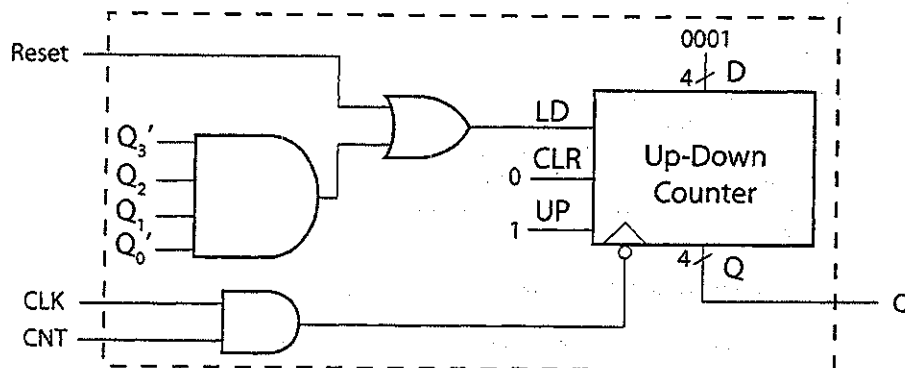 Reset
0001
4 D
LD
Q₃'
CLR
Up-Down
Counter
Q₂
0
Q₁
UP
1
Q₀'
4 Q
CLK
CNT